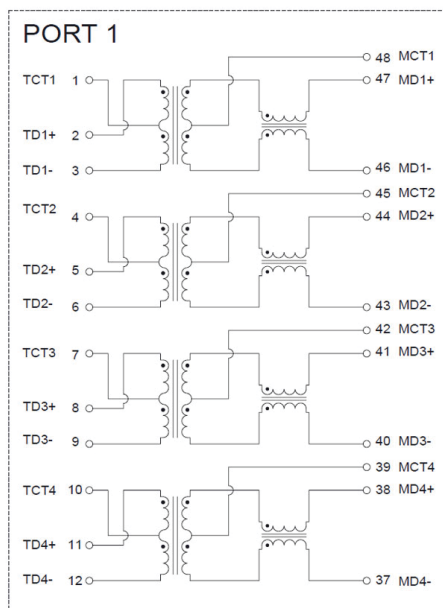 PORT 1
48 MCT1
TCT1 1
47 MD1+
TD1+ 2
TD1- 3
46 MD1-
45 MCT2
TCT2 4
44 MD2+
TD2+ 5
TD2- 6
43 MD2-
42 MCT3
TCT3 7
41 MD3+
TD3+ 8
TD3- 9
40 MD3-
39 MCT4
TCT4 10
38 MD4+
TD4+ 11
TD4- 12
37 MD4-